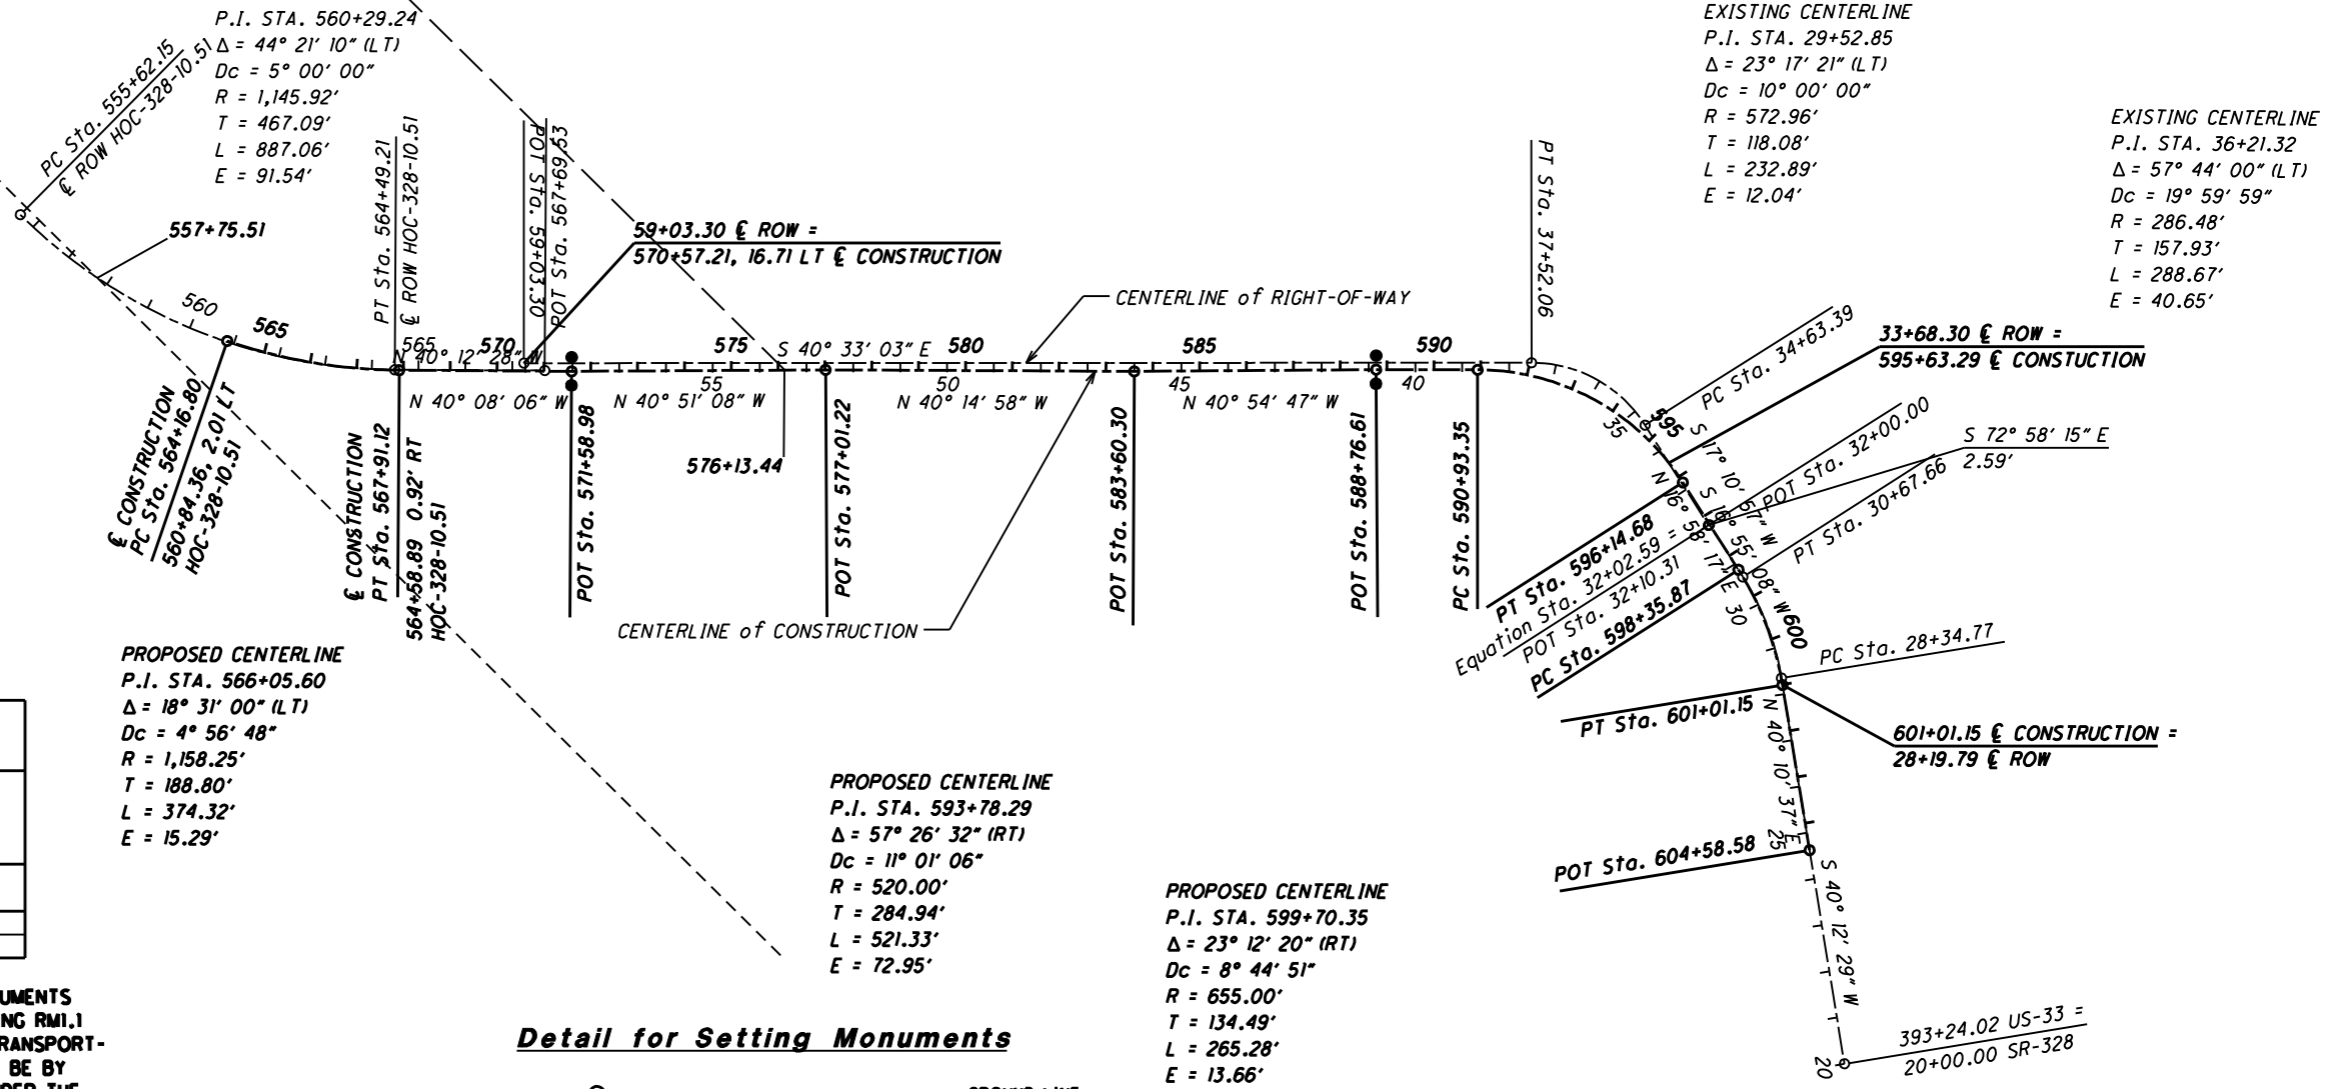 P.I. STA. 560+29.24
Δ = 44° 21' 10" (LT)
Dc = 5° 00' 00"
R = 1,145.92'
T = 467.09'
L = 887.06'
E = 91.54'
PC Sta. 555+62.15
℄ ROW HOC-328-10.51
557+75.51
560
565
PT Sta. 564+49.21
℄ ROW HOC-328-10.51
POT Sta. 59+03.30
POT Sta. 567+69.53
59+03.30 ℄ ROW =
570+57.21, 16.71 LT ℄ CONSTRUCTION
565
570
N 40° 12' 28" W
575
S 40° 33' 03" E
580
585
590
55
50
45
40
35
N 40° 08' 06" W
N 40° 51' 08" W
N 40° 14' 58" W
N 40° 54' 47" W
CENTERLINE of RIGHT-OF-WAY
PT Sta. 37+52.06
EXISTING CENTERLINE
P.I. STA. 29+52.85
Δ = 23° 17' 21" (LT)
Dc = 10° 00' 00"
R = 572.96'
T = 118.08'
L = 232.89'
E = 12.04'
EXISTING CENTERLINE
P.I. STA. 36+21.32
Δ = 57° 44' 00" (LT)
Dc = 19° 59' 59"
R = 286.48'
T = 157.93'
L = 288.67'
E = 40.65'
PC Sta. 34+63.39
33+68.30 ℄ ROW =
595+63.29 ℄ CONSTUCTION
595
S 17° 10' 57" W
POT Sta. 32+00.00
S 72° 58' 15" E
2.59'
PT Sta. 30+67.66
N 16° 58' 17" E
S 16° 55' 08" W
30
600
℄ CONSTRUCTION
PC Sta. 564+16.80
560+84.36, 2.01 LT
HOC-328-10.51
℄ CONSTRUCTION
PT Sta. 567+91.12
564+58.89 0.92' RT
HOC-328-10.51
POT Sta. 571+58.98
576+13.44
POT Sta. 577+01.22
POT Sta. 583+60.30
POT Sta. 588+76.61
PC Sta. 590+93.35
PT Sta. 596+14.68
Equation Sta. 32+02.59 =
POT Sta. 32+10.31
PC Sta. 598+35.87
CENTERLINE of CONSTRUCTION
PC Sta. 28+34.77
PT Sta. 601+01.15
601+01.15 ℄ CONSTRUCTION =
28+19.79 ℄ ROW
N 40° 10' 37" E
25
POT Sta. 604+58.58
S 40° 12' 29" W
20
393+24.02 US-33 =
20+00.00 SR-328
PROPOSED CENTERLINE
P.I. STA. 566+05.60
Δ = 18° 31' 00" (LT)
Dc = 4° 56' 48"
R = 1,158.25'
T = 188.80'
L = 374.32'
E = 15.29'
PROPOSED CENTERLINE
P.I. STA. 593+78.29
Δ = 57° 26' 32" (RT)
Dc = 11° 01' 06"
R = 520.00'
T = 284.94'
L = 521.33'
E = 72.95'
PROPOSED CENTERLINE
P.I. STA. 599+70.35
Δ = 23° 12' 20" (RT)
Dc = 8° 44' 51"
R = 655.00'
T = 134.49'
L = 265.28'
E = 13.66'
UMENTS
NG RM1.1
RANSPORT-
BE BY
Detail for Setting Monuments